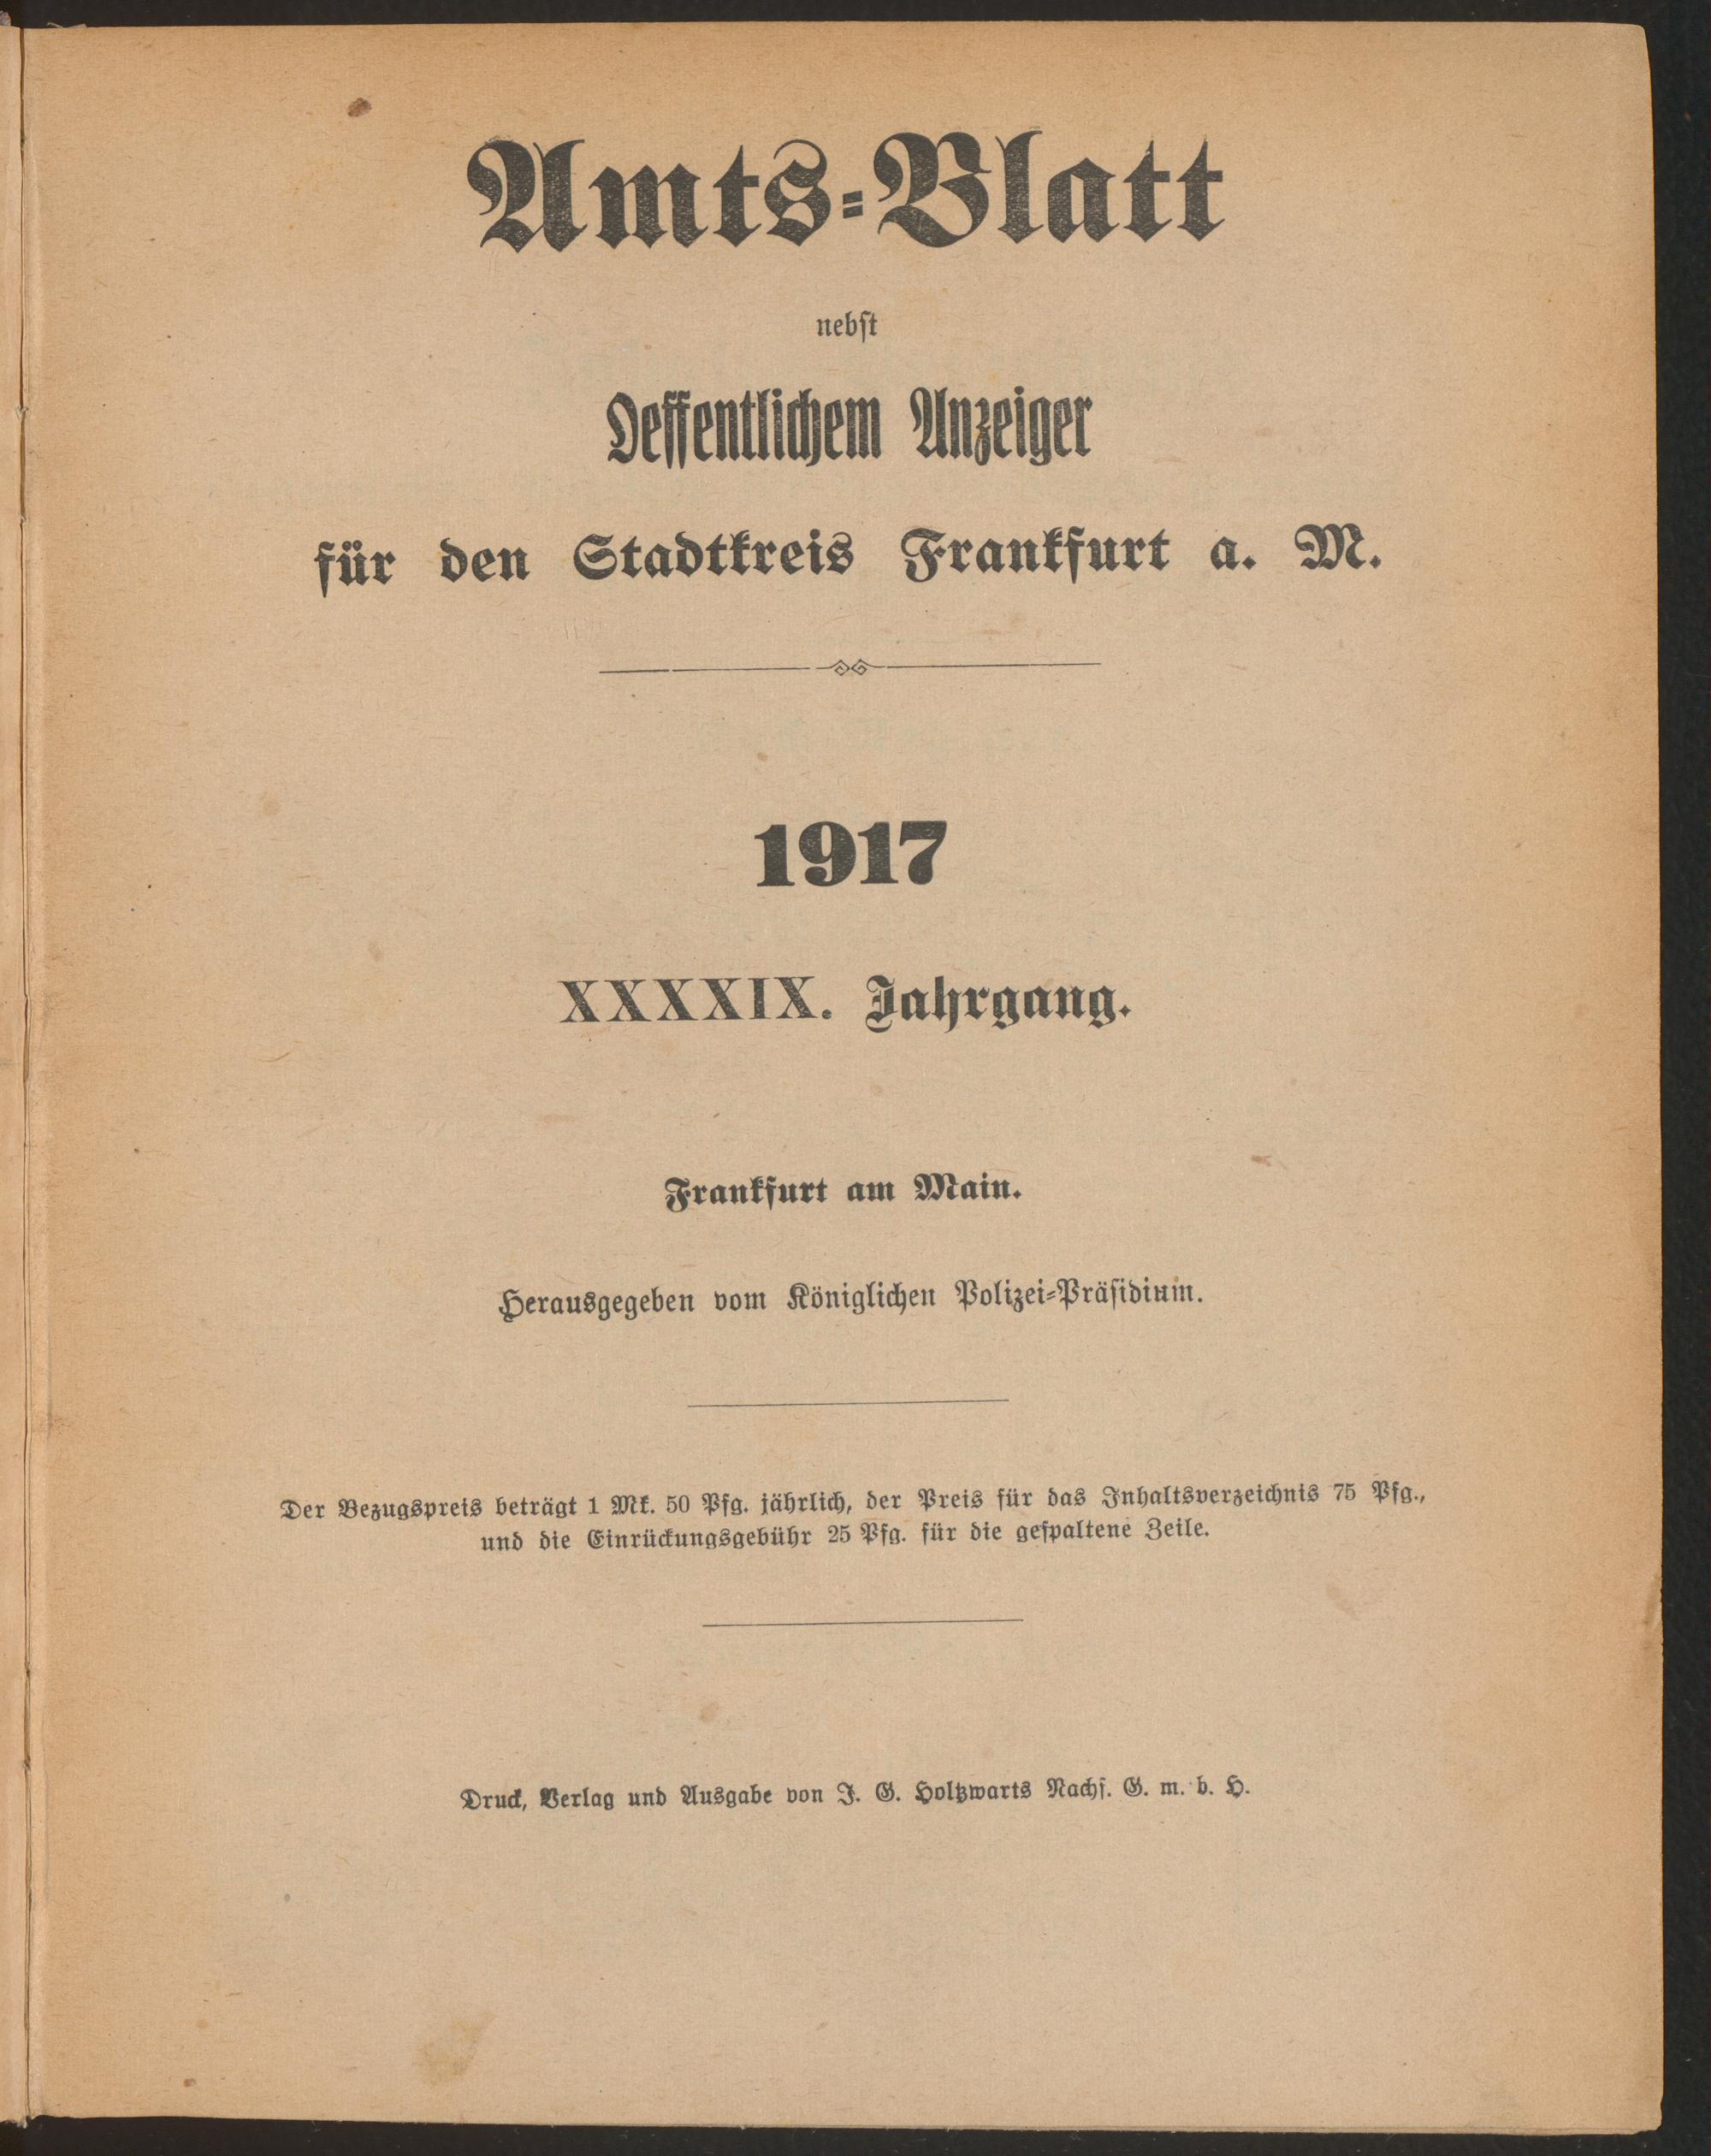 Amts-Blatt
nebst
Oeffentlichem Anzeiger
für den Stadtkreis Frankfurt a. M.
1917
XXXXIX. Jahrgang.
Frankfurt am Main.
Herausgegeben vom Königlichen Polizei-Präsidium.
Der Bezugspreis beträgt 1 Mk. 50 Pfg. jährlich, der Preis für das Inhaltsverzeichnis 75 Pfg.,
und die Einrückungsgebühr 25 Pfg. für die gespaltene Zeile.
Druck, Verlag und Ausgabe von J. G. Holtzwarts Nachf. G. m. b. H.